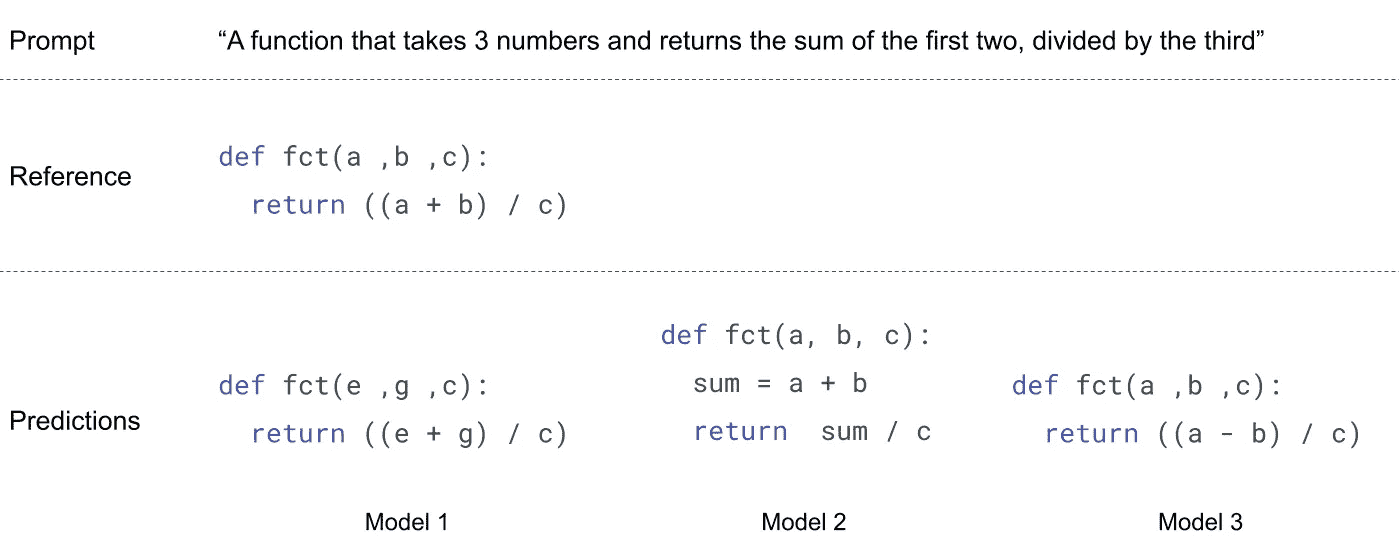 Prompt
“A function that takes 3 numbers and returns the sum of the first two, divided by the third”
Reference
def fct(a ,b ,c):
  return ((a + b) / c)
Predictions
def fct(e ,g ,c):
  return ((e + g) / c)
Model 1
def fct(a, b, c):
  sum = a + b
  return  sum / c
Model 2
def fct(a ,b ,c):
  return ((a - b) / c)
Model 3